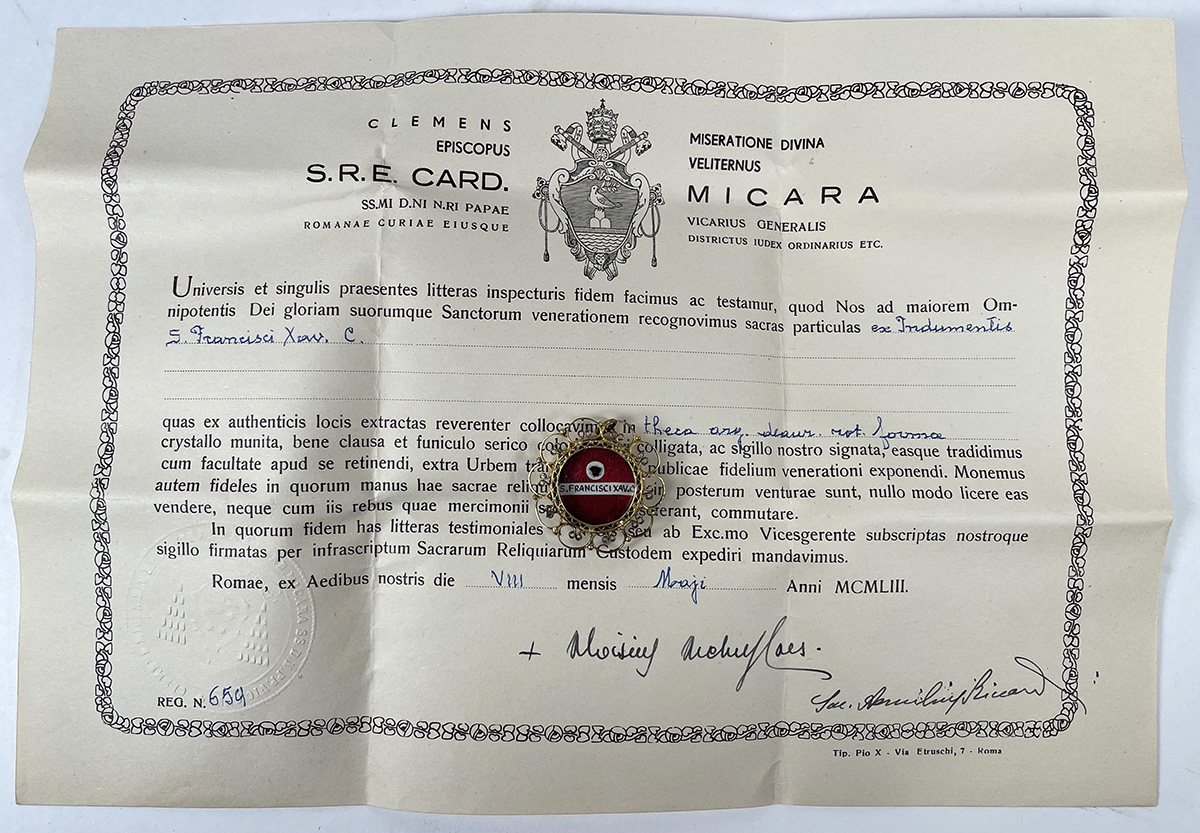 CLEMENS
EPISCOPUS
S.R.E. CARD.
SS.MI D.NI N.RI PAPAE
ROMANAE CURIAE EIUSQUE
MISERATIONE DIVINA
VELITERNUS
MICARA
VICARIUS GENERALIS
DISTRICTUS IUDEX ORDINARIUS ETC.
Universis et singulis praesentes litteras inspecturis fidem facimus ac testamur, quod Nos ad maiorem Om-
nipotentis Dei gloriam suorumque Sanctorum venerationem recognovimus sacras particulas ex Indumentis
S. Francisci Xav. C.
quas ex authenticis locis extractas reverenter collocavimus in theca arg. deaur. rot. forma
crystallo munita, bene clausa et funiculo serico colligata, ac sigillo nostro signata, easque tradidimus
cum facultate apud se retinendi, extra Urbem publicae fidelium venerationi exponendi. Monemus
autem fideles in quorum manus hae sacrae in posterum venturae sunt, nullo modo licere eas
vendere, neque cum iis rebus quae mercimonii commutare.
In quorum fidem has litteras testimoniales seu ab Exc.mo Vicesgerente subscriptas nostroque
sigillo firmatas per infrascriptum Sacrarum Reliquiarum Custodem expediri mandavimus.
Romae, ex Aedibus nostris die VIII mensis Maji Anni MCMLIII.
REG. N. 659
Tip. Pio X - Via Etruschi, 7 - Roma
S. FRANCISCI XAV. C.